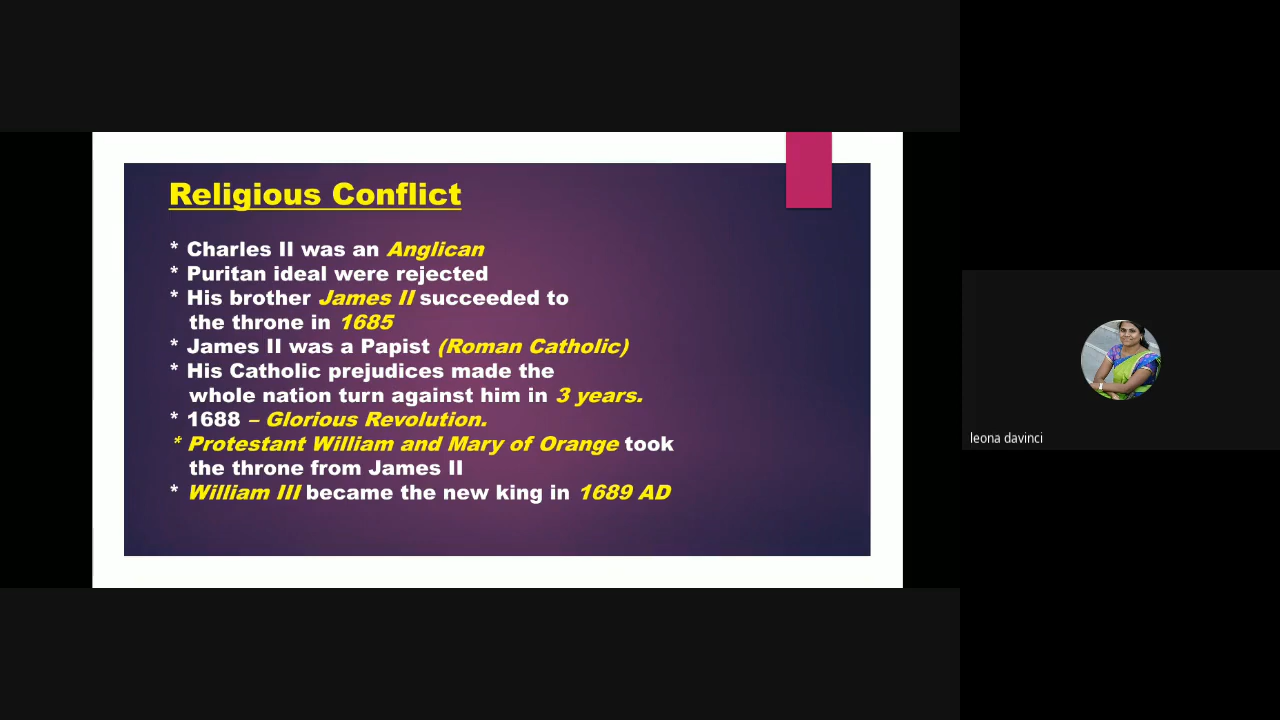 Religious Conflict
* Charles II was an Anglican
* Puritan ideal were rejected
* His brother James II succeeded to
the throne in 1685
* James II was a Papist (Roman Catholic)
* His Catholic prejudices made the
whole nation turn against him in 3 years.
* 1688 – Glorious Revolution.
* Protestant William and Mary of Orange took
the throne from James II
* William III became the new king in 1689 AD
leona davinci